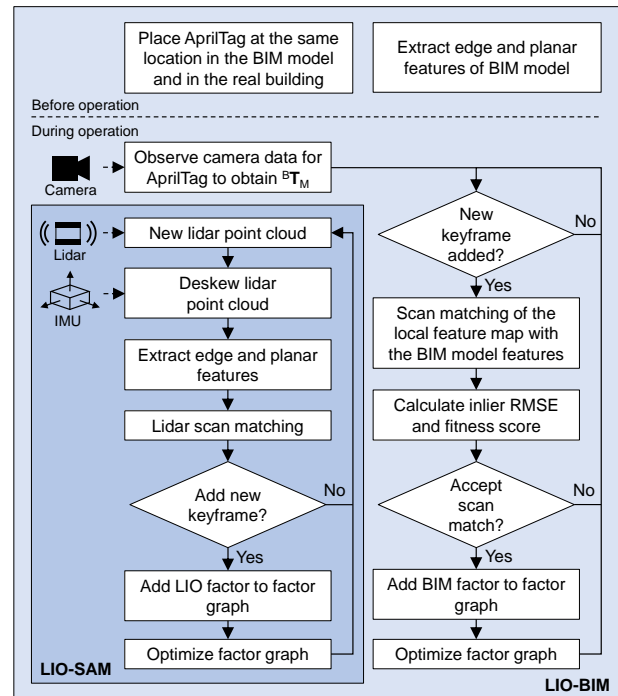 Place AprilTag at the same
location in the BIM model
and in the real building
Extract edge and planar
features of BIM model
Before operation
During operation
Camera
Observe camera data for
AprilTag to obtain ᴮT_M
New
keyframe
added?
No
Yes
Lidar
New lidar point cloud
IMU
Deskew lidar
point cloud
Extract edge and planar
features
Lidar scan matching
Add new
keyframe?
No
Yes
Add LIO factor to factor
graph
Optimize factor graph
LIO-SAM
Scan matching of the
local feature map with
the BIM model features
Calculate inlier RMSE
and fitness score
Accept
scan
match?
No
Yes
Add BIM factor to factor
graph
Optimize factor graph
LIO-BIM